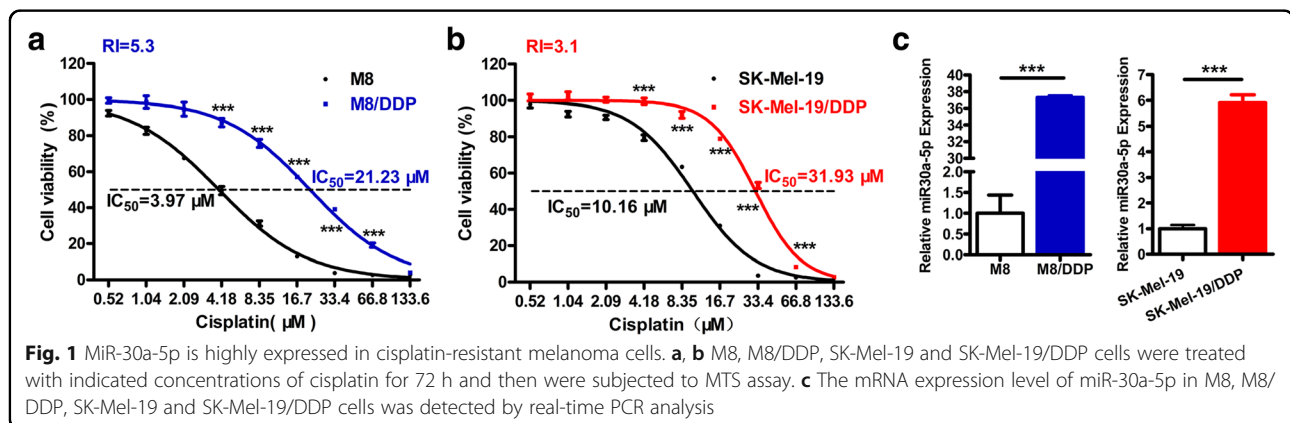 a
RI=5.3
Cell viability (%)
120
100
80
60
40
20
0
M8
M8/DDP
***
***
***
***
***
IC50=21.23 μM
IC50=3.97 μM
0.52 1.04 2.09 4.18 8.35 16.7 33.4 66.8 133.6
Cisplatin( μM )
b
RI=3.1
Cell viability (%)
120
100
80
60
40
20
0
SK-Mel-19
SK-Mel-19/DDP
***
***
***
***
***
IC50=31.93 μM
IC50=10.16 μM
0.52 1.04 2.09 4.18 8.35 16.7 33.4 66.8 133.6
Cisplatin（μM）
c
Relative miR30a-5p Expression
40
38
36
34
32
30
2.0
1.5
1.0
0.5
0.0
***
M8 M8/DDP
Relative miR30a-5p Expression
7
6
5
4
3
2
1
0
***
SK-Mel-19
SK-Mel-19/DDP
Fig. 1 MiR-30a-5p is highly expressed in cisplatin-resistant melanoma cells. a, b M8, M8/DDP, SK-Mel-19 and SK-Mel-19/DDP cells were treated
with indicated concentrations of cisplatin for 72 h and then were subjected to MTS assay. c The mRNA expression level of miR-30a-5p in M8, M8/
DDP, SK-Mel-19 and SK-Mel-19/DDP cells was detected by real-time PCR analysis